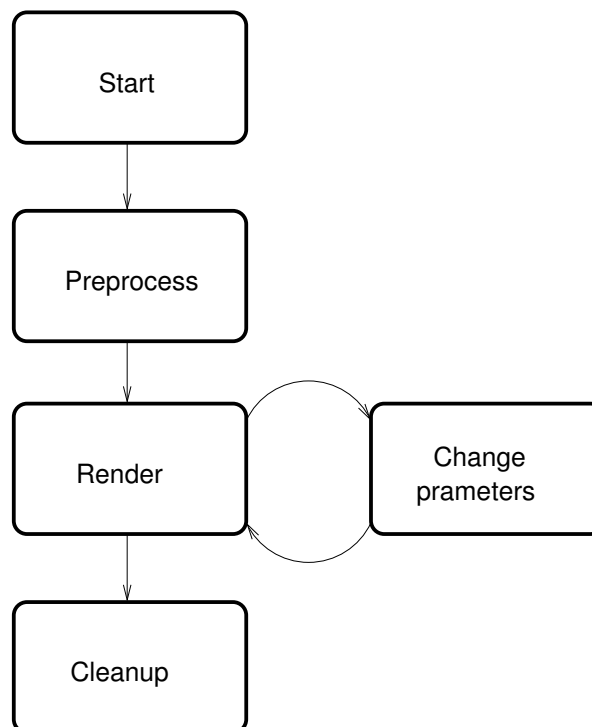 Start
Preprocess
Render
Change
prameters
Cleanup